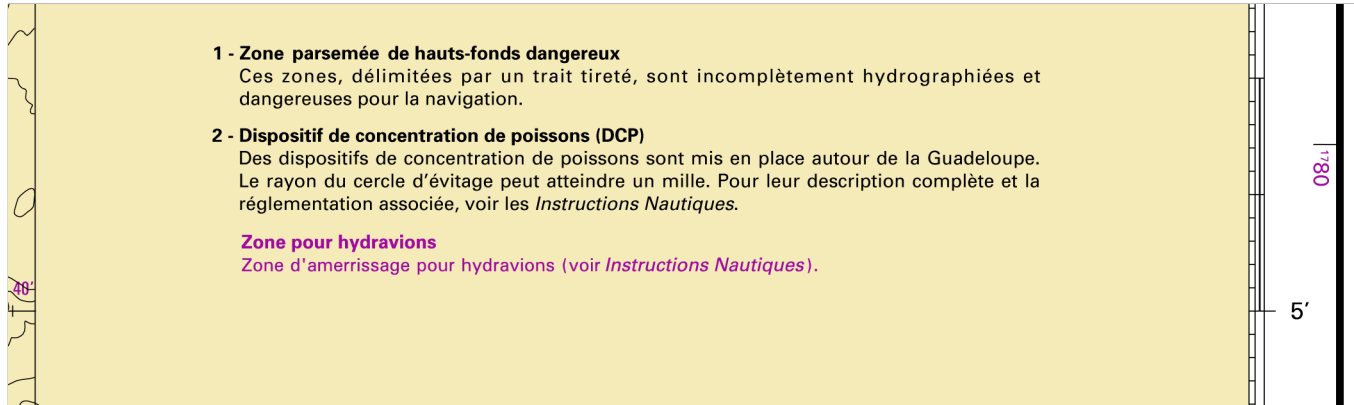 1 - Zone parsemée de hauts-fonds dangereux
Ces zones, délimitées par un trait tireté, sont incomplètement hydrographiées et
dangereuses pour la navigation.
2 - Dispositif de concentration de poissons (DCP)
Des dispositifs de concentration de poissons sont mis en place autour de la Guadeloupe.
Le rayon du cercle d’évitage peut atteindre un mille. Pour leur description complète et la
réglementation associée, voir les Instructions Nautiques.
Zone pour hydravions
Zone d'amerrissage pour hydravions (voir Instructions Nautiques).
40’
5’
1780